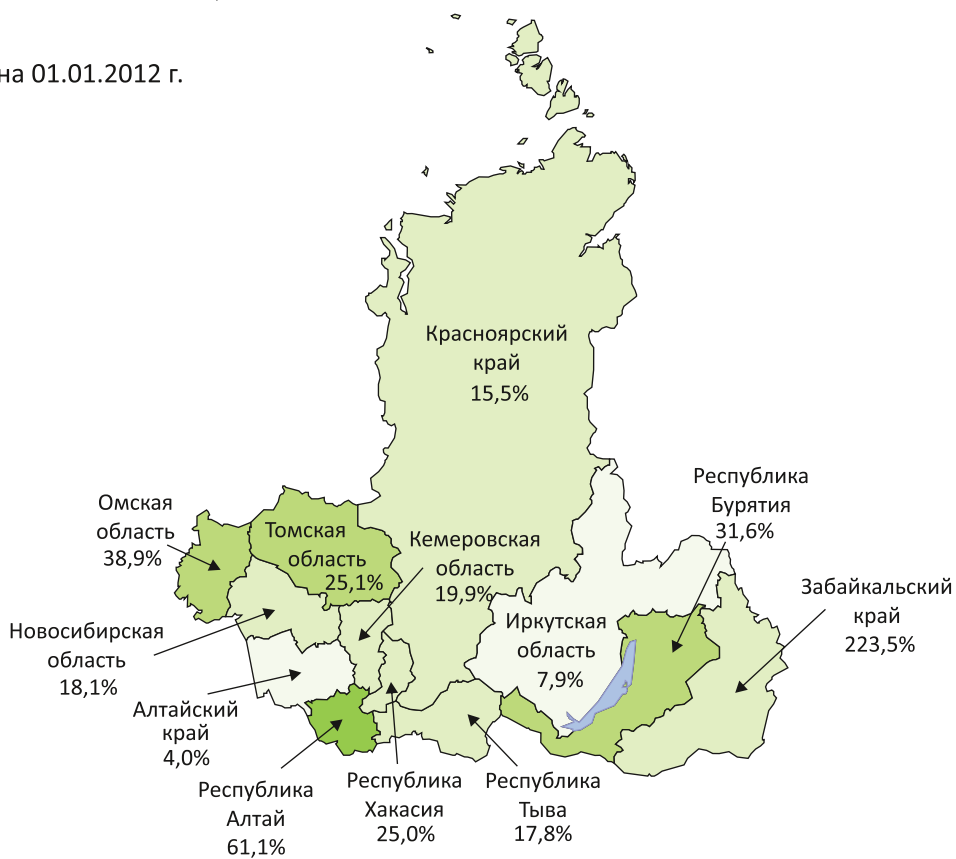 на 01.01.2012 г.
Красноярский
край
15,5%
Республика
Бурятия
31,6%
Омская
область
38,9%
Томская
область
25,1%
Кемеровская
область
19,9%
Забайкальский
край
223,5%
Иркутская
область
7,9%
Новосибирская
область
18,1%
Алтайский
край
4,0%
Республика
Алтай
61,1%
Республика
Хакасия
25,0%
Республика
Тыва
17,8%